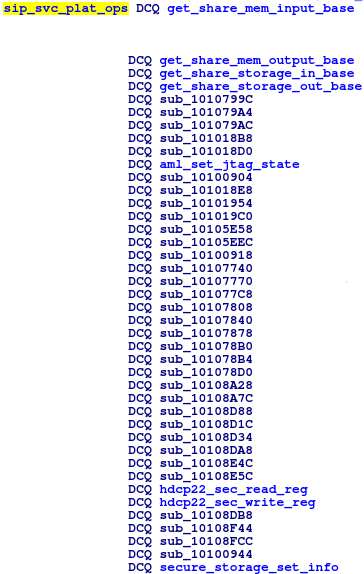 sip_svc_plat_ops DCQ get_share_mem_input_base
DCQ get_share_mem_output_base
DCQ get_share_storage_in_base
DCQ get_share_storage_out_base
DCQ sub_1010799C
DCQ sub_101079A4
DCQ sub_101079AC
DCQ sub_101018B8
DCQ sub_101018D0
DCQ aml_set_jtag_state
DCQ sub_10100904
DCQ sub_101018E8
DCQ sub_10101954
DCQ sub_101019C0
DCQ sub_10105E58
DCQ sub_10105EEC
DCQ sub_10100918
DCQ sub_10107740
DCQ sub_10107770
DCQ sub_101077C8
DCQ sub_10107808
DCQ sub_10107840
DCQ sub_10107878
DCQ sub_101078B0
DCQ sub_101078B4
DCQ sub_101078D0
DCQ sub_10108A28
DCQ sub_10108A7C
DCQ sub_10108D88
DCQ sub_10108D1C
DCQ sub_10108D34
DCQ sub_10108DA8
DCQ sub_10108E4C
DCQ sub_10108E5C
DCQ hdcp22_sec_read_reg
DCQ hdcp22_sec_write_reg
DCQ sub_10108DB8
DCQ sub_10108F44
DCQ sub_10108FCC
DCQ sub_10100944
DCQ secure_storage_set_info